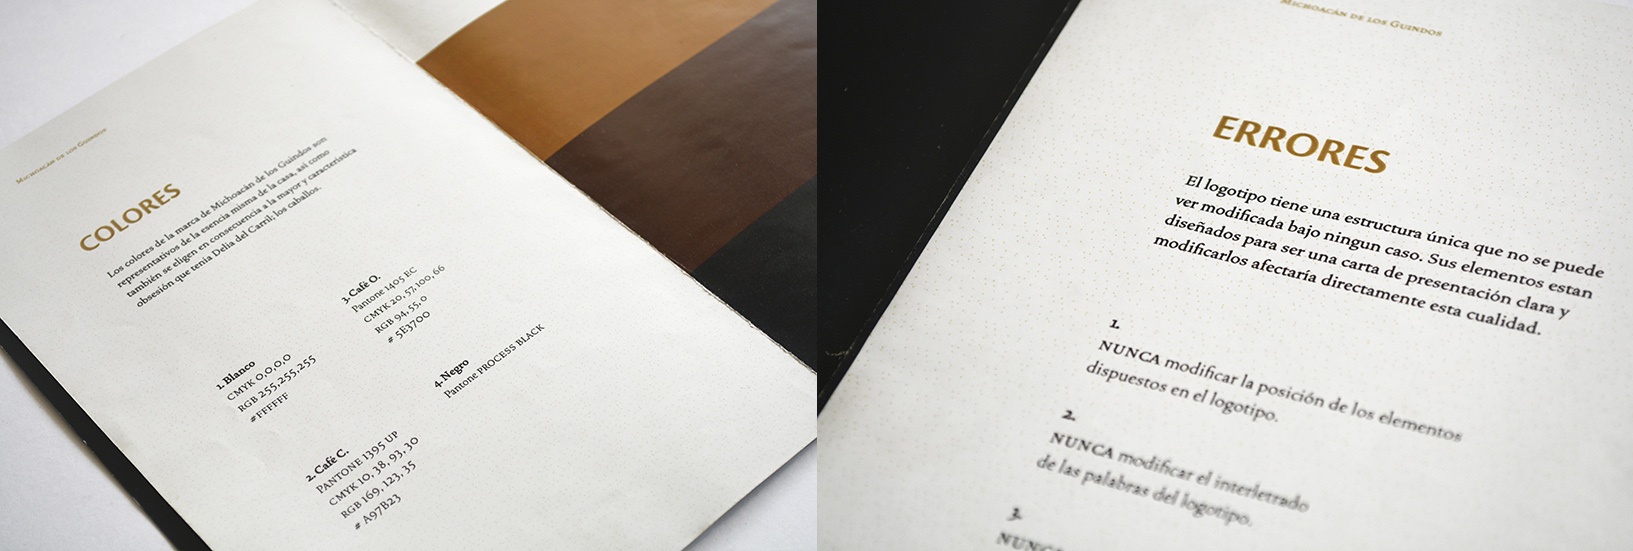 Michoacán de los Guindos
COLORES
Los colores de la marca de Michoacán de los Guindos son
representativos de la esencia misma de la casa, así como
también se eligen en consecuencia a la mayor y característica
obsesión que tenía Delia del Carril; los caballos.
1. Blanco
CMYK 0,0,0,0
RGB 255,255,255
#FFFFFF
2. Café C.
PANTONE 1395 UP
CMYK 10, 38, 93, 30
RGB 169, 123, 35
# A97B23
3. Café O.
Pantone 1405 EC
CMYK 20, 57, 100, 66
RGB 94, 55, 0
# 5E3700
4. Negro
Pantone PROCESS BLACK
Michoacán de los Guindos
ERRORES
El logotipo tiene una estructura única que no se puede
ver modificada bajo ningun caso. Sus elementos estan
diseñados para ser una carta de presentación clara y
modificarlos afectaría directamente esta cualidad.
1.
NUNCA modificar la posición de los elementos
dispuestos en el logotipo.
2.
NUNCA modificar el interletrado
de las palabras del logotipo.
3.
NUNCA